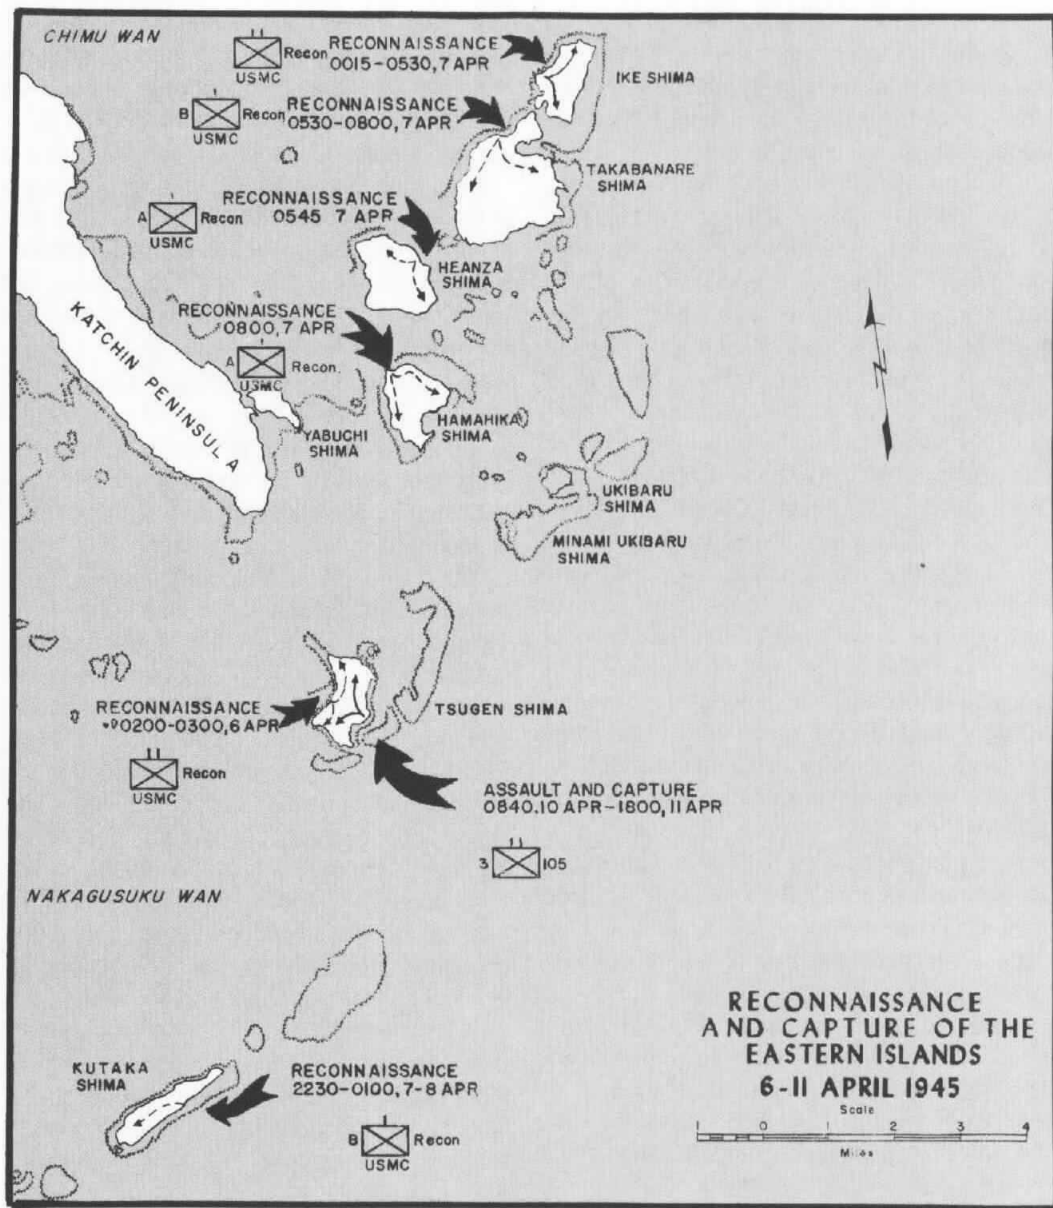 CHIMU WAN
Recon
USMC
RECONNAISSANCE
0015-0530, 7 APR
IKE SHIMA
B Recon
USMC
RECONNAISSANCE
0530-0800, 7 APR
TAKABANARE
SHIMA
A Recon
USMC
RECONNAISSANCE
0545 7 APR
HEANZA
SHIMA
RECONNAISSANCE
0800, 7 APR
A Recon.
USMC
KATCHIN PENINSULA
YABUCHI
SHIMA
HAMAHIKA
SHIMA
N
UKIBARU
SHIMA
MINAMI UKIBARU
SHIMA
RECONNAISSANCE
0200-0300, 6 APR
Recon
USMC
TSUGEN SHIMA
ASSAULT AND CAPTURE
0840, 10 APR-1800, 11 APR
3 105
NAKAGUSUKU WAN
KUTAKA
SHIMA
RECONNAISSANCE
2230-0100, 7-8 APR
B Recon
USMC
RECONNAISSANCE
AND CAPTURE OF THE
EASTERN ISLANDS
6-11 APRIL 1945
Scale
1 0 1 2 3 4
Miles